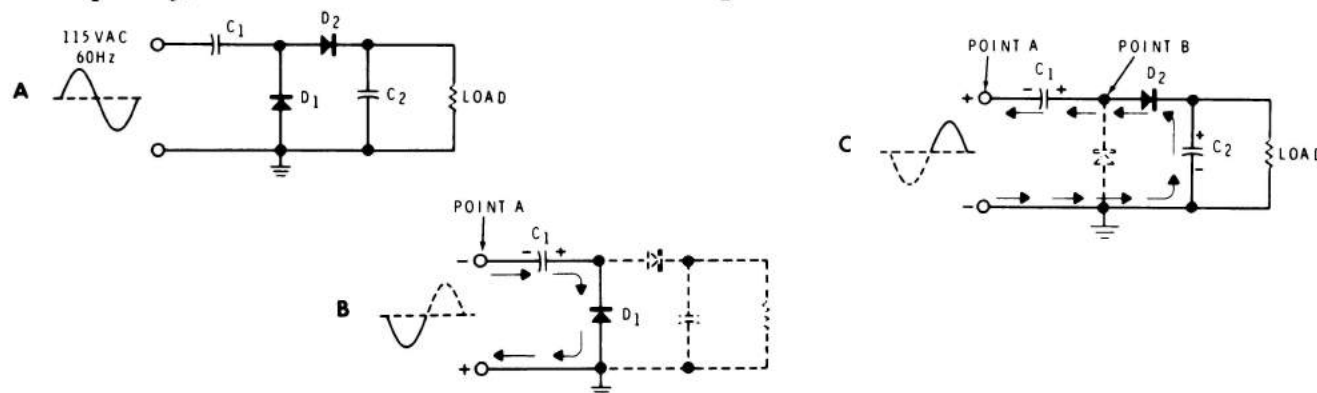 115 VAC
60Hz
C1
D2
A
D1
C2
LOAD
POINT A
C1
- +
-
B
D1
+
POINT A
POINT B
C1
D2
- +
+
C
+
C2
-
LOAD
-